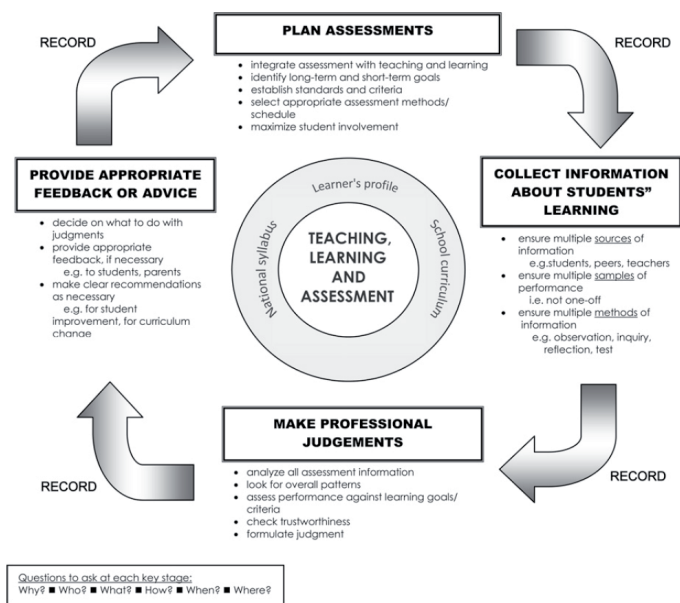 RECORD
PLAN ASSESSMENTS
• integrate assessment with teaching and learning
• identify long-term and short-term goals
• establish standards and criteria
• select appropriate assessment methods/
schedule
• maximize student involvement
RECORD
PROVIDE APPROPRIATE
FEEDBACK OR ADVICE
• decide on what to do with
judgments
• provide appropriate
feedback, if necessary
e.g. to students, parents
• make clear recommendations
as necessary
e.g. for student
improvement, for curriculum
change
Learner's profile
National syllabus
School curriculum
TEACHING,
LEARNING
AND
ASSESSMENT
COLLECT INFORMATION
ABOUT STUDENTS”
LEARNING
• ensure multiple sources of
information
e.g.students, peers, teachers
• ensure multiple samples of
performance
i.e. not one-off
• ensure multiple methods of
information
e.g. observation, inquiry,
reflection, test
RECORD
MAKE PROFESSIONAL
JUDGEMENTS
• analyze all assessment information
• look for overall patterns
• assess performance against learning goals/
criteria
• check trustworthiness
• formulate judgment
RECORD
Questions to ask at each key stage:
Why? ■ Who? ■ What? ■ How? ■ When? ■ Where?